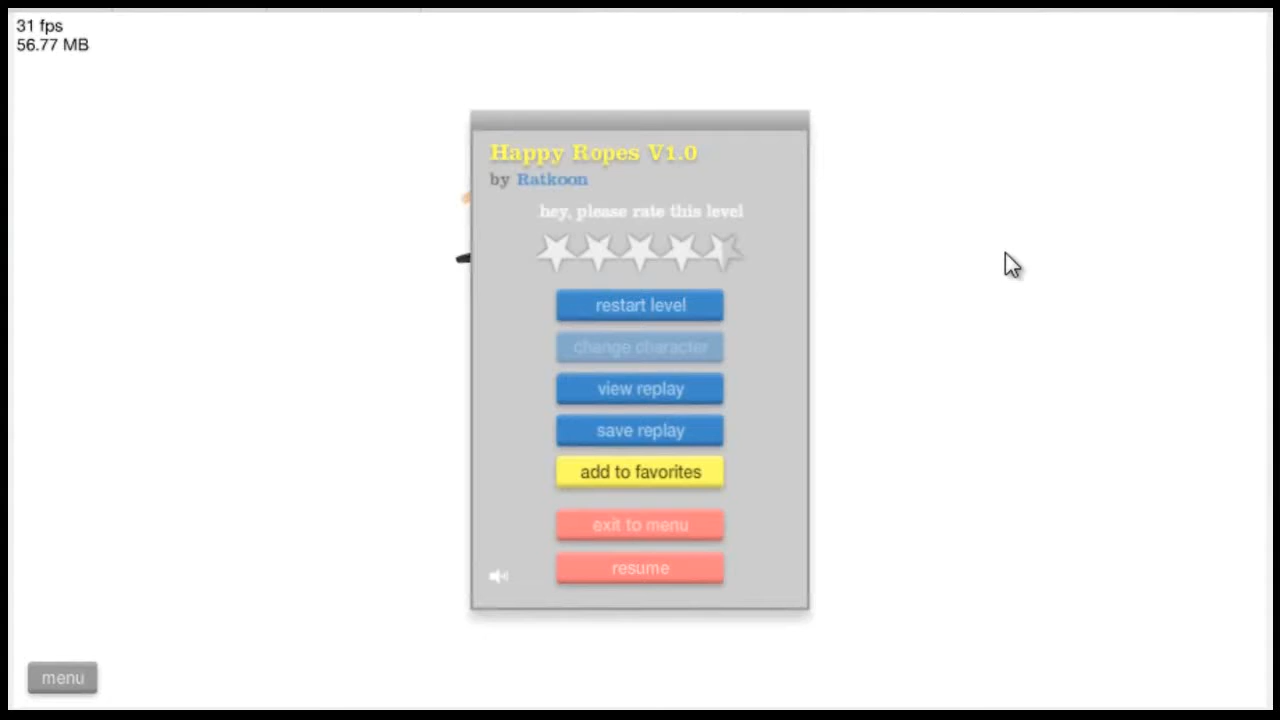 31 fps
56.77 MB
Happy Ropes V1.0
by Ratkoon
hey, please rate this level
restart level
change character
view replay
save replay
add to favorites
exit to menu
resume
menu